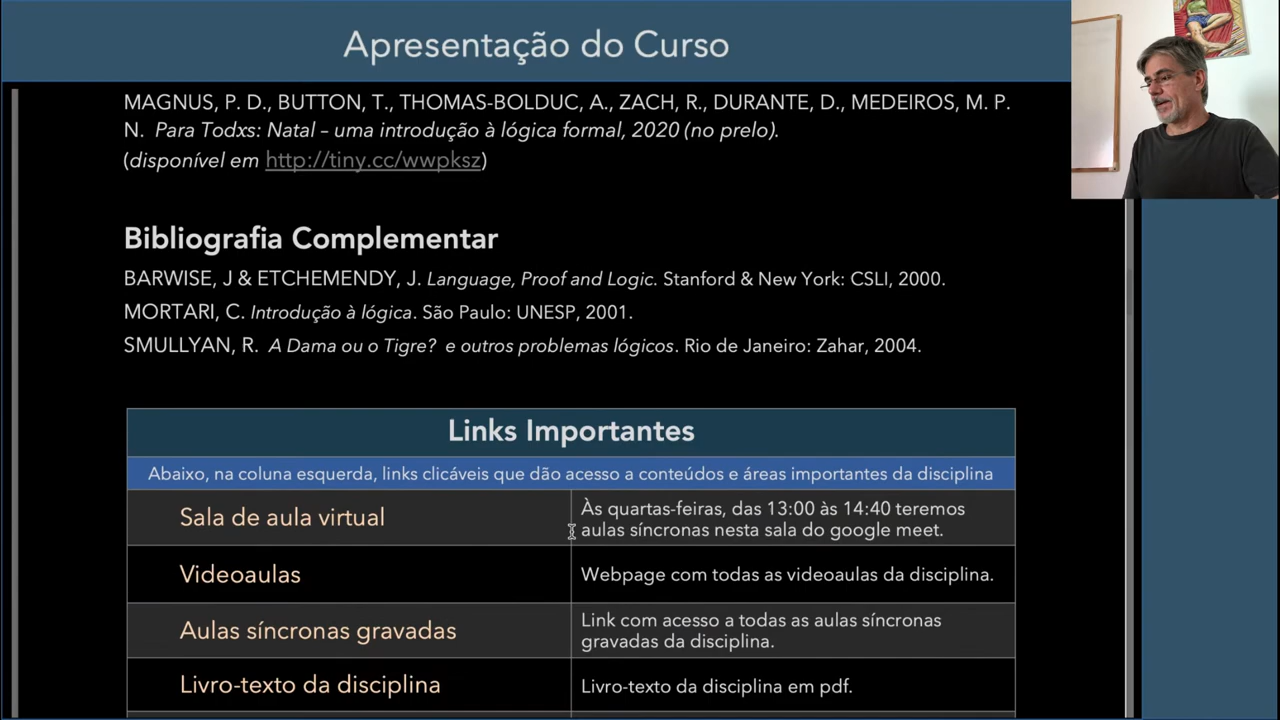 Apresentação do Curso
MAGNUS, P. D., BUTTON, T., THOMAS-BOLDUC, A., ZACH, R., DURANTE, D., MEDEIROS, M. P.
N. Para Todxs: Natal – uma introdução à lógica formal, 2020 (no prelo).
(disponível em http://tiny.cc/wwpksz)
Bibliografia Complementar
BARWISE, J & ETCHEMENDY, J. Language, Proof and Logic. Stanford & New York: CSLI, 2000.
MORTARI, C. Introdução à lógica. São Paulo: UNESP, 2001.
SMULLYAN, R. A Dama ou o Tigre? e outros problemas lógicos. Rio de Janeiro: Zahar, 2004.
Links Importantes
Abaixo, na coluna esquerda, links clicáveis que dão acesso a conteúdos e áreas importantes da disciplina
Sala de aula virtual
Às quartas-feiras, das 13:00 às 14:40 teremos
aulas síncronas nesta sala do google meet.
Videoaulas
Webpage com todas as videoaulas da disciplina.
Aulas síncronas gravadas
Link com acesso a todas as aulas síncronas
gravadas da disciplina.
Livro-texto da disciplina
Livro-texto da disciplina em pdf.